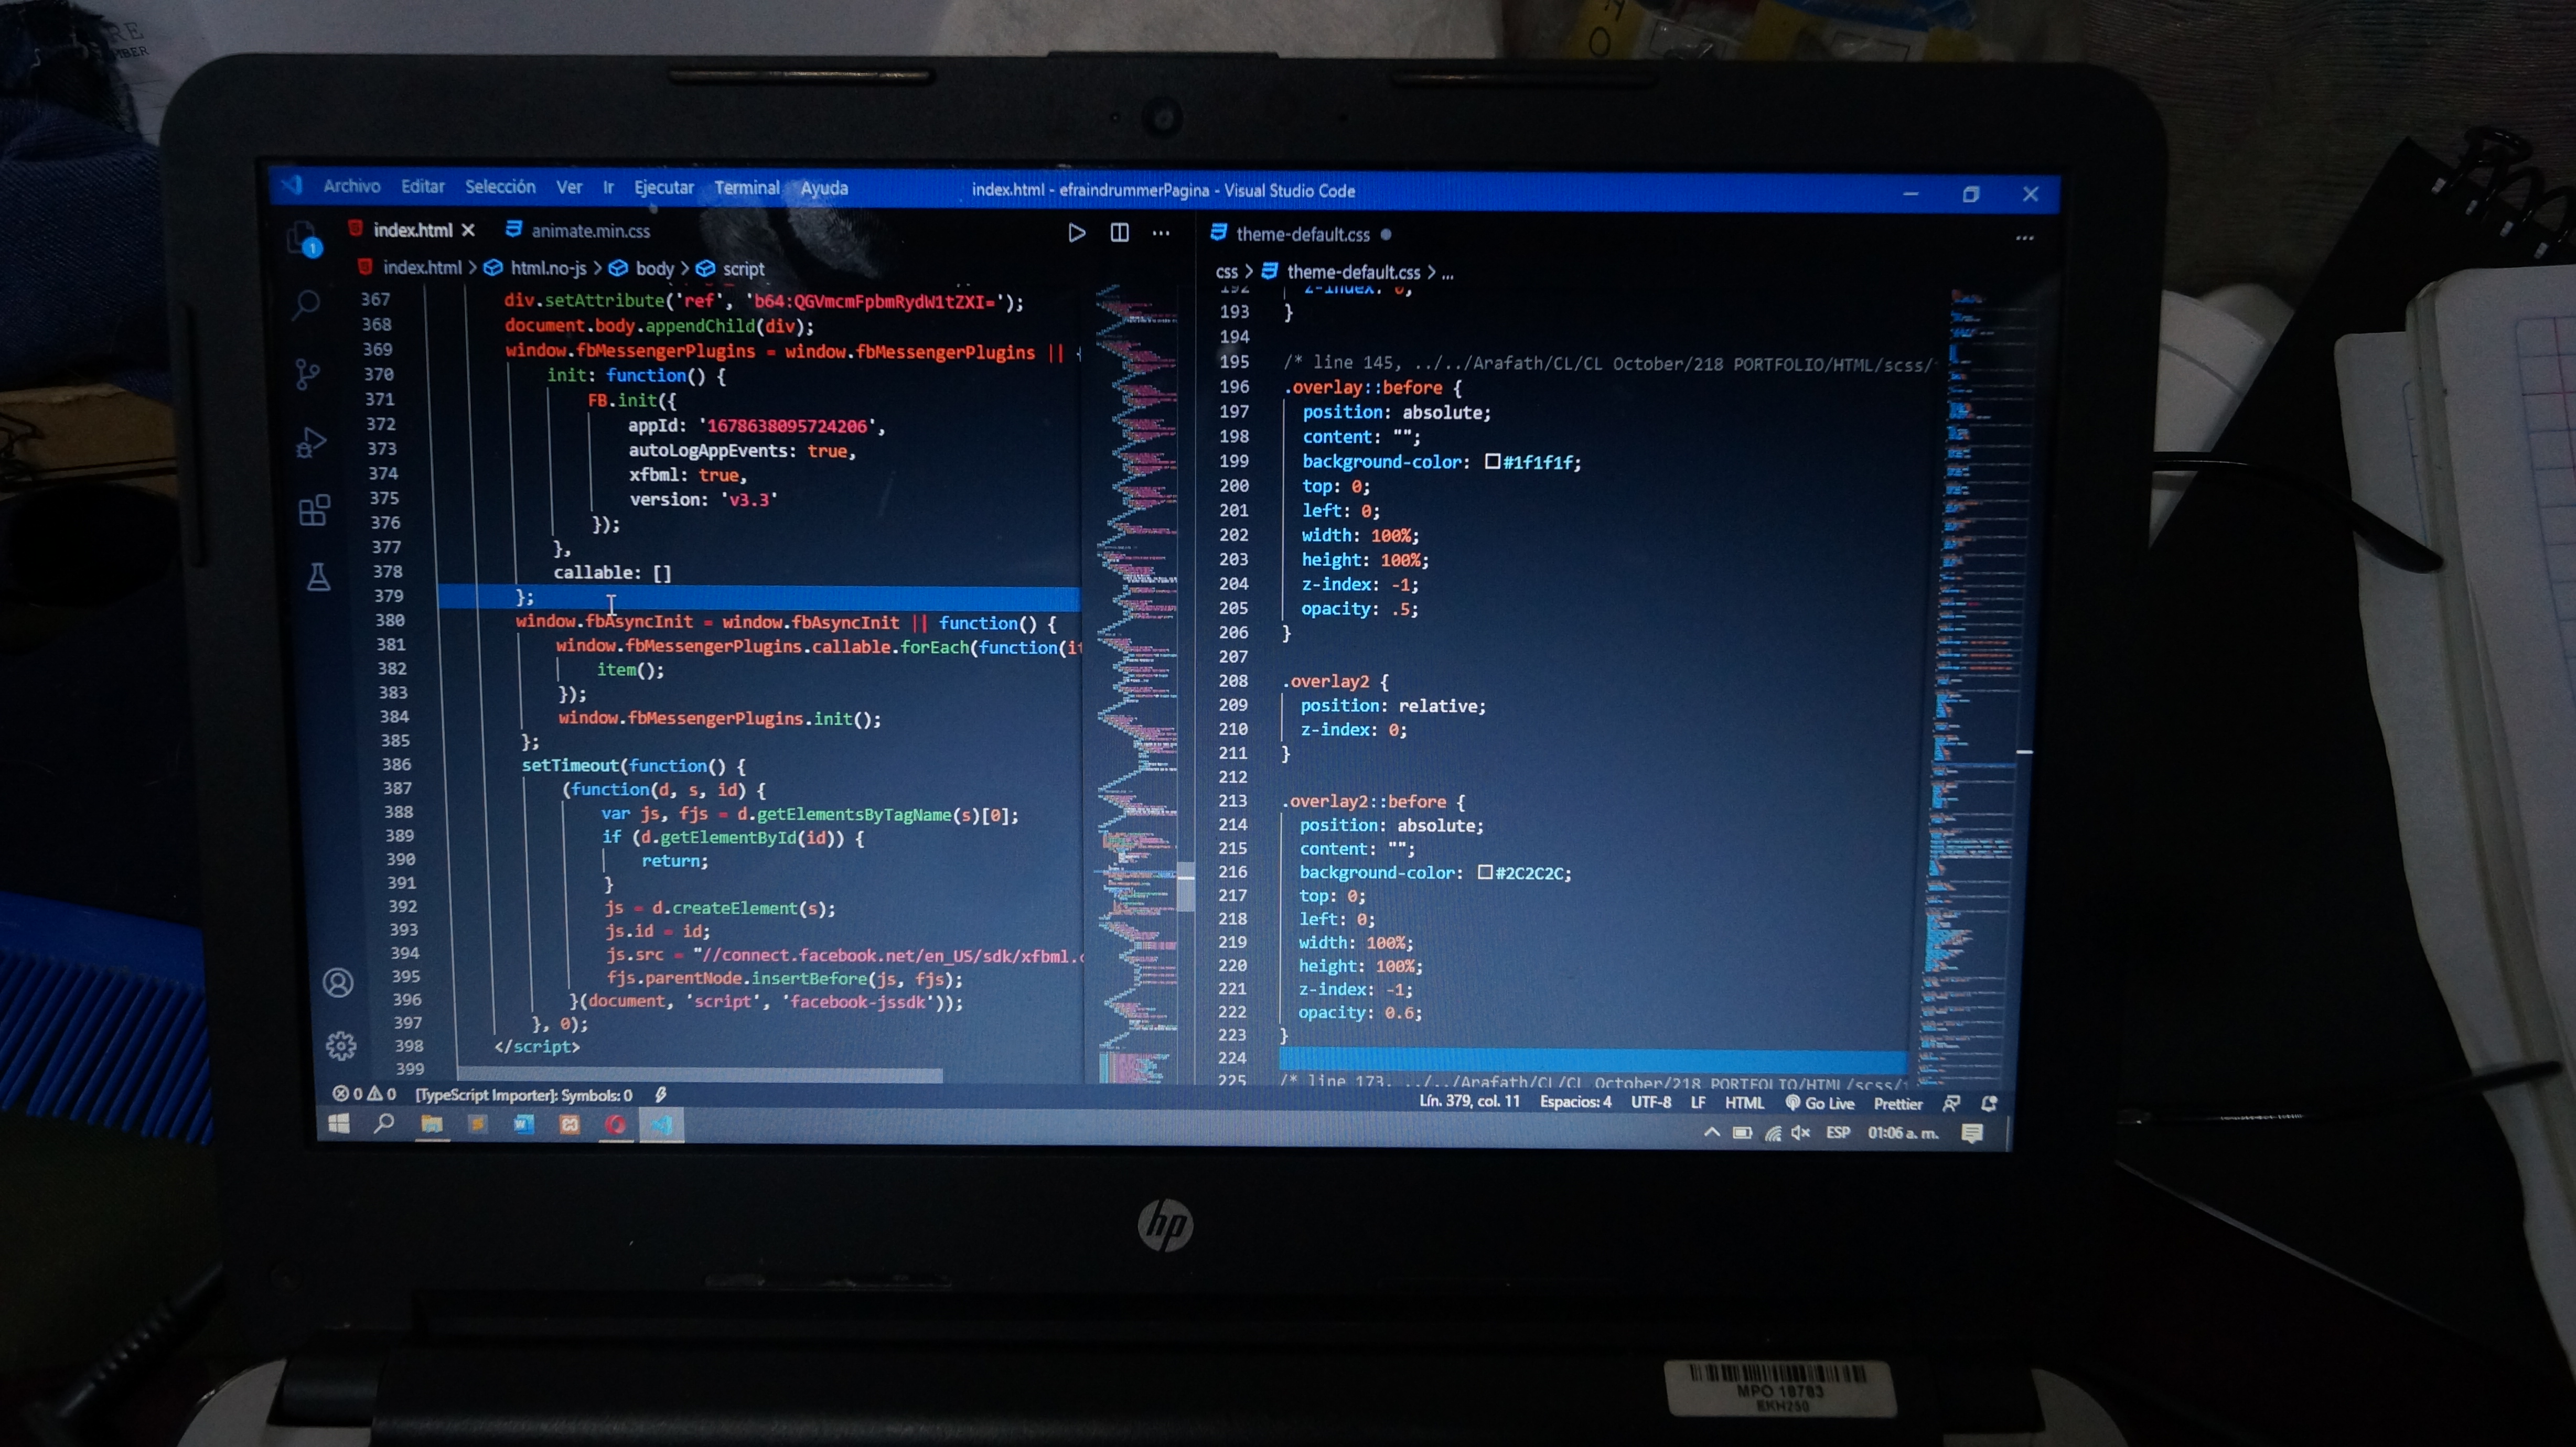 RE
MBER
Archivo Editar Selección Ver Ir Ejecutar Terminal Ayuda
index.html - efraindrummerPagina - Visual Studio Code
1
index.html
animate.min.css
index.html > html.no-js > body > script
367 div.setAttribute('ref', 'b64:QGVmcmFpbmRydW1tZXI=');
368 document.body.appendChild(div);
369 window.fbMessengerPlugins = window.fbMessengerPlugins || {
370 init: function() {
371 FB.init({
372 appId: '1678638095724206',
373 autoLogAppEvents: true,
374 xfbml: true,
375 version: 'v3.3'
376 });
377 },
378 callable: []
379 };
380 window.fbAsyncInit = window.fbAsyncInit || function() {
381 window.fbMessengerPlugins.callable.forEach(function(it
382 item();
383 });
384 window.fbMessengerPlugins.init();
385 };
386 setTimeout(function() {
387 (function(d, s, id) {
388 var js, fjs = d.getElementsByTagName(s)[0];
389 if (d.getElementById(id)) {
390 return;
391 }
392 js = d.createElement(s);
393 js.id = id;
394 js.src = "//connect.facebook.net/en_US/sdk/xfbml.c
395 fjs.parentNode.insertBefore(js, fjs);
396 }(document, 'script', 'facebook-jssdk'));
397 }, 0);
398 </script>
399
theme-default.css
css > theme-default.css > ...
192 z-index: 0;
193 }
194
195 /* line 145, ../../Arafath/CL/CL October/218 PORTFOLIO/HTML/scss/
196 .overlay::before {
197 position: absolute;
198 content: "";
199 background-color: #1f1f1f;
200 top: 0;
201 left: 0;
202 width: 100%;
203 height: 100%;
204 z-index: -1;
205 opacity: .5;
206 }
207
208 .overlay2 {
209 position: relative;
210 z-index: 0;
211 }
212
213 .overlay2::before {
214 position: absolute;
215 content: "";
216 background-color: #2C2C2C;
217 top: 0;
218 left: 0;
219 width: 100%;
220 height: 100%;
221 z-index: -1;
222 opacity: 0.6;
223 }
224
225 /* line 173, ../../Arafath/CL/CL October/218 PORTFOLIO/HTML/scss/
0 0 [TypeScript Importer]: Symbols: 0
Lín. 379, col. 11 Espacios: 4 UTF-8 LF HTML Go Live Prettier
ESP 01:06 a. m.
hp
MPO 18783
EKH250